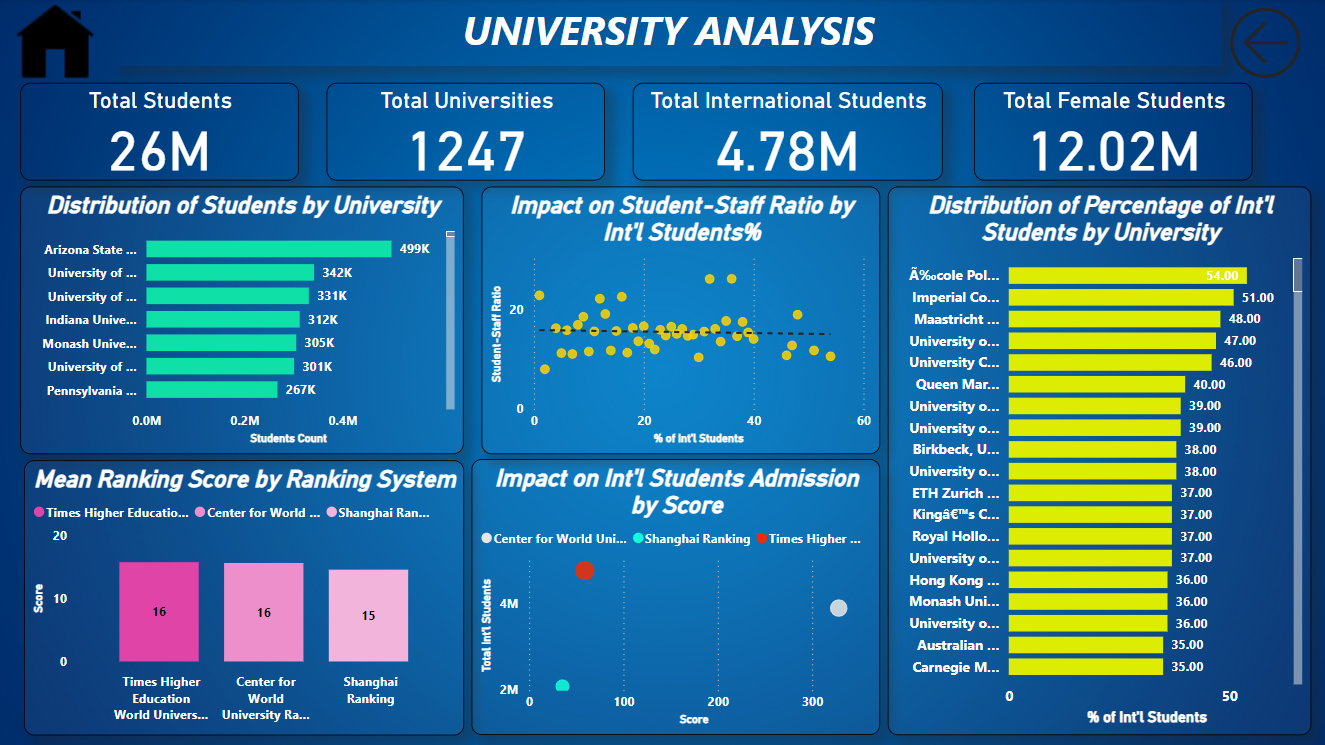 UNIVERSITY ANALYSIS
Total Students
26M
Total Universities
1247
Total International Students
4.78M
Total Female Students
12.02M
Distribution of Students by University
Arizona State ...
499K
University of ...
342K
University of ...
331K
Indiana Unive...
312K
Monash Unive...
305K
University of ...
301K
Pennsylvania ...
267K
0.0M
0.2M
0.4M
Students Count
Impact on Student-Staff Ratio by
Int'l Students%
Student-Staff Ratio
20
0
0
20
40
60
% of Int'l Students
Distribution of Percentage of Int'l
Students by University
Ã‰cole Pol...
54.00
Imperial Co...
51.00
Maastricht ...
48.00
University o...
47.00
University C...
46.00
Queen Mar...
40.00
University o...
39.00
University o...
39.00
Birkbeck, U...
38.00
University o...
38.00
ETH Zurich ...
37.00
Kingâ€™s C...
37.00
Royal Hollo...
37.00
University o...
37.00
Hong Kong ...
36.00
Monash Uni...
36.00
University o...
36.00
Australian ...
35.00
Carnegie M...
35.00
0
50
% of Int'l Students
Mean Ranking Score by Ranking System
Times Higher Educatio...
Center for World ...
Shanghai Ran...
Score
20
10
0
16
16
15
Times Higher
Education
World Univers...
Center for
World
University Ra...
Shanghai
Ranking
Impact on Int'l Students Admission
by Score
Center for World Uni...
Shanghai Ranking
Times Higher ...
Total Int'l Students
4M
2M
0
100
200
300
Score